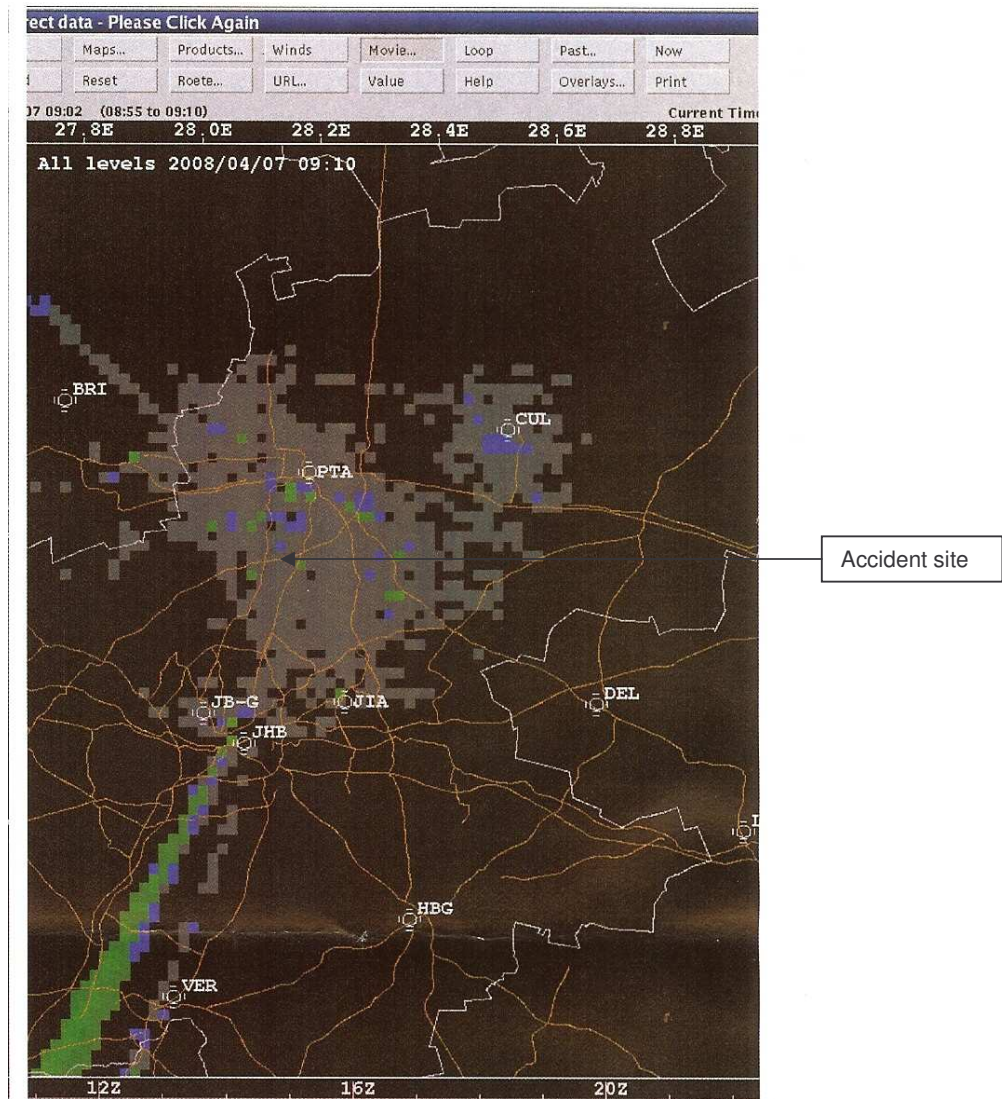 rect data - Please Click Again
Maps... Products... Winds Movie... Loop Past... Now
d Reset Roete... URL... Value Help Overlays... Print
07 09:02 (08:55 to 09:10) Current Time
27.8E 28.0E 28.2E 28.4E 28.6E 28.8E
All levels 2008/04/07 09:10
BRI
CUL
PTA
Accident site
JB-G
JIA
DEL
JHB
L
HBG
VER
12Z 16Z 20Z